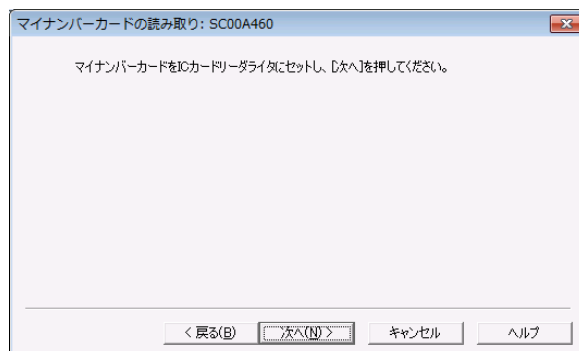 マイナンバーカードの読み取り: SC00A460
マイナンバーカードをICカードリーダライタにセットし、[次へ]を押してください。
< 戻る(B)
次へ(N) >
キャンセル
ヘルプ